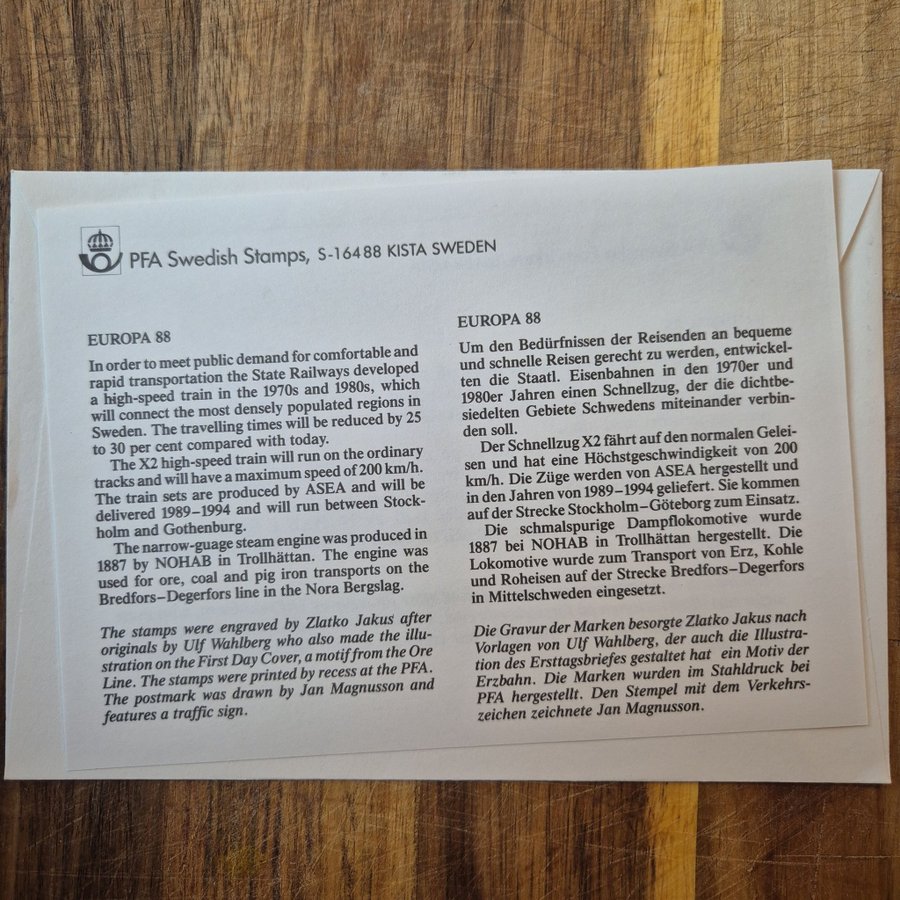 PFA Swedish Stamps, S-16488 KISTA SWEDEN
EUROPA 88
In order to meet public demand for comfortable and
rapid transportation the State Railways developed
a high-speed train in the 1970s and 1980s, which
will connect the most densely populated regions in
Sweden. The travelling times will be reduced by 25
to 30 per cent compared with today.
The X2 high-speed train will run on the ordinary
tracks and will have a maximum speed of 200 km/h.
The train sets are produced by ASEA and will be
delivered 1989–1994 and will run between Stock-
holm and Gothenburg.
The narrow-guage steam engine was produced in
1887 by NOHAB in Trollhättan. The engine was
used for ore, coal and pig iron transports on the
Bredfors–Degerfors line in the Nora Bergslag.
The stamps were engraved by Zlatko Jakus after
originals by Ulf Wahlberg who also made the illu-
stration on the First Day Cover, a motif from the Ore
Line. The stamps were printed by recess at the PFA.
The postmark was drawn by Jan Magnusson and
features a traffic sign.
EUROPA 88
Um den Bedürfnissen der Reisenden an bequeme
und schnelle Reisen gerecht zu werden, entwickel-
ten die Staatl. Eisenbahnen in den 1970er und
1980er Jahren einen Schnellzug, der die dichtbe-
siedelten Gebiete Schwedens miteinander verbin-
den soll.
Der Schnellzug X2 fährt auf den normalen Gelei-
sen und hat eine Höchstgeschwindigkeit von 200
km/h. Die Züge werden von ASEA hergestellt und
in den Jahren von 1989–1994 geliefert. Sie kommen
auf der Strecke Stockholm–Göteborg zum Einsatz.
Die schmalspurige Dampflokomotive wurde
1887 bei NOHAB in Trollhättan hergestellt. Die
Lokomotive wurde zum Transport von Erz, Kohle
und Roheisen auf der Strecke Bredfors–Degerfors
in Mittelschweden eingesetzt.
Die Gravur der Marken besorgte Zlatko Jakus nach
Vorlagen von Ulf Wahlberg, der auch die Illustra-
tion des Ersttagsbriefes gestaltet hat ein Motiv der
Erzbahn. Die Marken wurden im Stahldruck bei
PFA hergestellt. Den Stempel mit dem Verkehrs-
zeichen zeichnete Jan Magnusson.